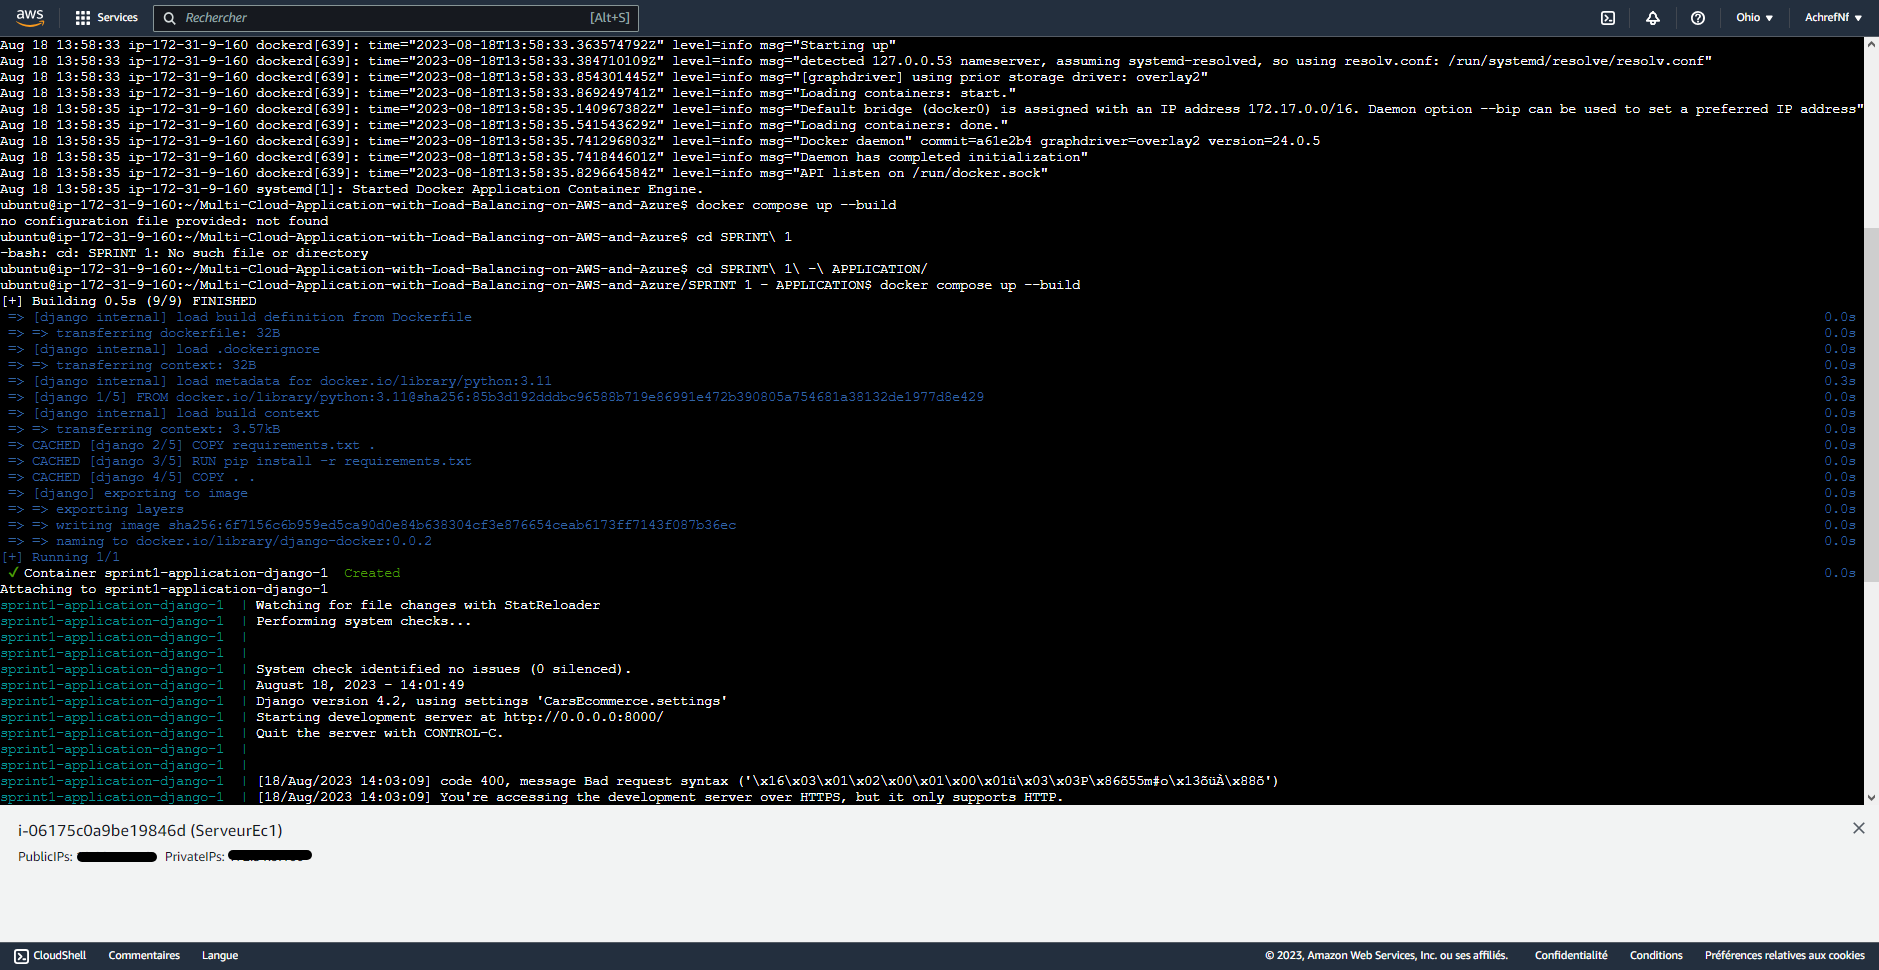 aws Services Rechercher [Alt+S] Ohio ▼ AchrefNf ▼
Aug 18 13:58:33 ip-172-31-9-160 dockerd[639]: time="2023-08-18T13:58:33.363574792Z" level=info msg="Starting up"
Aug 18 13:58:33 ip-172-31-9-160 dockerd[639]: time="2023-08-18T13:58:33.384710109Z" level=info msg="detected 127.0.0.53 nameserver, assuming systemd-resolved, so using resolv.conf: /run/systemd/resolve/resolv.conf"
Aug 18 13:58:33 ip-172-31-9-160 dockerd[639]: time="2023-08-18T13:58:33.854301445Z" level=info msg="[graphdriver] using prior storage driver: overlay2"
Aug 18 13:58:33 ip-172-31-9-160 dockerd[639]: time="2023-08-18T13:58:33.869249741Z" level=info msg="Loading containers: start."
Aug 18 13:58:35 ip-172-31-9-160 dockerd[639]: time="2023-08-18T13:58:35.140967382Z" level=info msg="Default bridge (docker0) is assigned with an IP address 172.17.0.0/16. Daemon option --bip can be used to set a preferred IP address"
Aug 18 13:58:35 ip-172-31-9-160 dockerd[639]: time="2023-08-18T13:58:35.541543629Z" level=info msg="Loading containers: done."
Aug 18 13:58:35 ip-172-31-9-160 dockerd[639]: time="2023-08-18T13:58:35.741296803Z" level=info msg="Docker daemon" commit=a61e2b4 graphdriver=overlay2 version=24.0.5
Aug 18 13:58:35 ip-172-31-9-160 dockerd[639]: time="2023-08-18T13:58:35.741844601Z" level=info msg="Daemon has completed initialization"
Aug 18 13:58:35 ip-172-31-9-160 dockerd[639]: time="2023-08-18T13:58:35.829664584Z" level=info msg="API listen on /run/docker.sock"
Aug 18 13:58:35 ip-172-31-9-160 systemd[1]: Started Docker Application Container Engine.
ubuntu@ip-172-31-9-160:~/Multi-Cloud-Application-with-Load-Balancing-on-AWS-and-Azure$ docker compose up --build
no configuration file provided: not found
ubuntu@ip-172-31-9-160:~/Multi-Cloud-Application-with-Load-Balancing-on-AWS-and-Azure$ cd SPRINT\ 1
-bash: cd: SPRINT 1: No such file or directory
ubuntu@ip-172-31-9-160:~/Multi-Cloud-Application-with-Load-Balancing-on-AWS-and-Azure$ cd SPRINT\ 1\ -\ APPLICATION/
ubuntu@ip-172-31-9-160:~/Multi-Cloud-Application-with-Load-Balancing-on-AWS-and-Azure/SPRINT 1 - APPLICATION$ docker compose up --build
[+] Building 0.5s (9/9) FINISHED
=> [django internal] load build definition from Dockerfile 0.0s
=> => transferring dockerfile: 32B 0.0s
=> [django internal] load .dockerignore 0.0s
=> => transferring context: 32B 0.0s
=> [django internal] load metadata for docker.io/library/python:3.11 0.3s
=> [django 1/5] FROM docker.io/library/python:3.11@sha256:85b3d192dddbc96588b719e86991e472b390805a754681a38132de1977d8e429 0.0s
=> [django internal] load build context 0.0s
=> => transferring context: 3.57kB 0.0s
=> CACHED [django 2/5] COPY requirements.txt . 0.0s
=> CACHED [django 3/5] RUN pip install -r requirements.txt 0.0s
=> CACHED [django 4/5] COPY . . 0.0s
=> [django] exporting to image 0.0s
=> => exporting layers 0.0s
=> => writing image sha256:6f7156c6b959ed5ca90d0e84b638304cf3e876654ceab6173ff7143f087b36ec 0.0s
=> => naming to docker.io/library/django-docker:0.0.2 0.0s
[+] Running 1/1
✓ Container sprint1-application-django-1 Created 0.0s
Attaching to sprint1-application-django-1
sprint1-application-django-1 | Watching for file changes with StatReloader
sprint1-application-django-1 | Performing system checks...
sprint1-application-django-1 |
sprint1-application-django-1 |
sprint1-application-django-1 | System check identified no issues (0 silenced).
sprint1-application-django-1 | August 18, 2023 - 14:01:49
sprint1-application-django-1 | Django version 4.2, using settings 'CarsEcommerce.settings'
sprint1-application-django-1 | Starting development server at http://0.0.0.0:8000/
sprint1-application-django-1 | Quit the server with CONTROL-C.
sprint1-application-django-1 |
sprint1-application-django-1 |
sprint1-application-django-1 | [18/Aug/2023 14:03:09] code 400, message Bad request syntax ('\x16\x03\x01\x02\x00\x01\x00\x01ü\x03\x03P\x86õ55m#o\x13õüÀ\x88õ')
sprint1-application-django-1 | [18/Aug/2023 14:03:09] You're accessing the development server over HTTPS, but it only supports HTTP.
i-06175c0a9be19846d (ServeurEc1)
PublicIPs: PrivateIPs:
CloudShell Commentaires Langue © 2023, Amazon Web Services, Inc. ou ses affiliés. Confidentialité Conditions Préférences relatives aux cookies